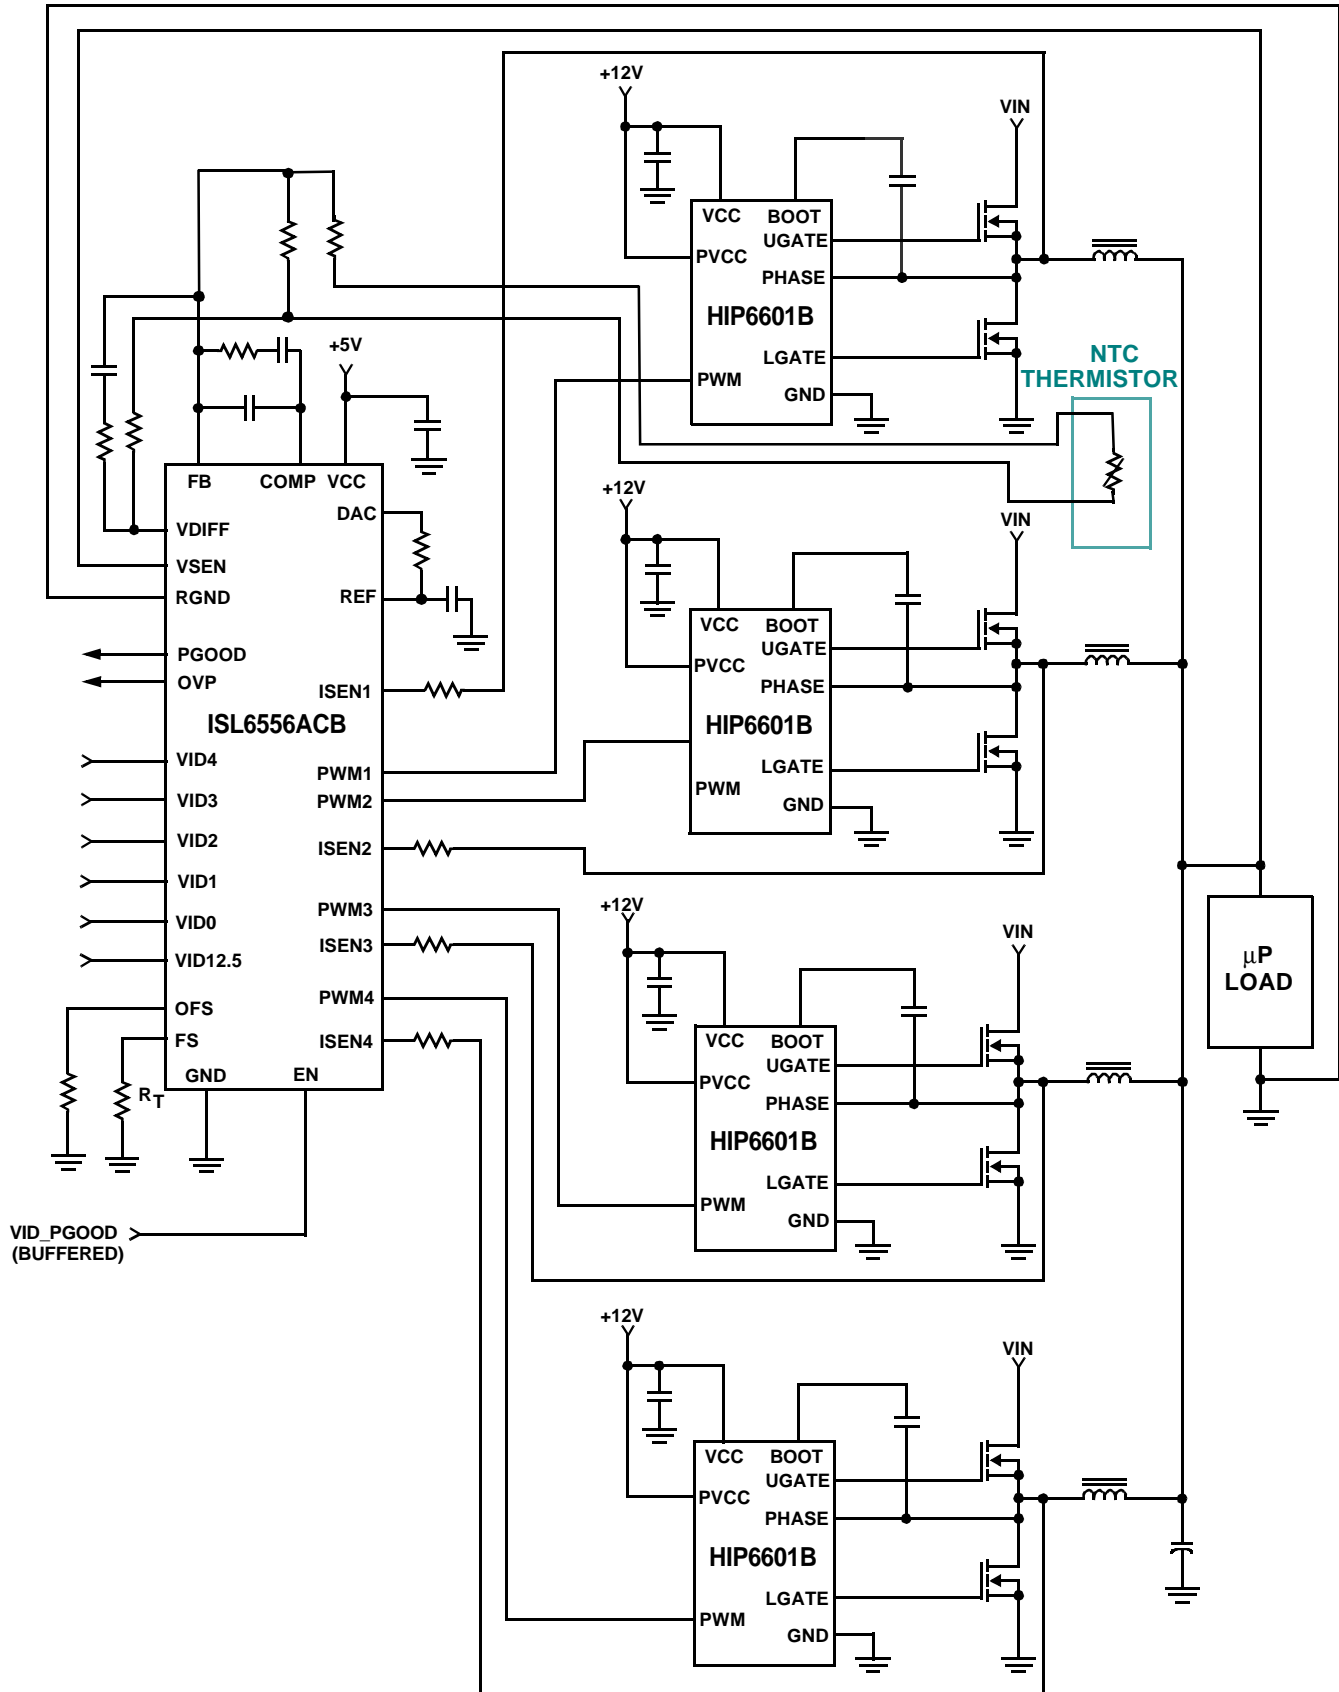 +12V
VIN
VCC
BOOT
UGATE
PVCC
PHASE
HIP6601B
LGATE
PWM
GND
NTC
THERMISTOR
+5V
FB
COMP
VCC
DAC
VDIFF
VSEN
RGND
REF
PGOOD
OVP
ISEN1
ISL6556ACB
VID4
PWM1
VID3
PWM2
VID2
ISEN2
VID1
PWM3
VID0
ISEN3
VID12.5
PWM4
OFS
FS
ISEN4
GND
EN
RT
VID_PGOOD
(BUFFERED)
+12V
VIN
VCC
BOOT
UGATE
PVCC
PHASE
HIP6601B
LGATE
PWM
GND
+12V
VIN
VCC
BOOT
UGATE
PVCC
PHASE
HIP6601B
LGATE
PWM
GND
µP
LOAD
+12V
VIN
VCC
BOOT
UGATE
PVCC
PHASE
HIP6601B
LGATE
PWM
GND